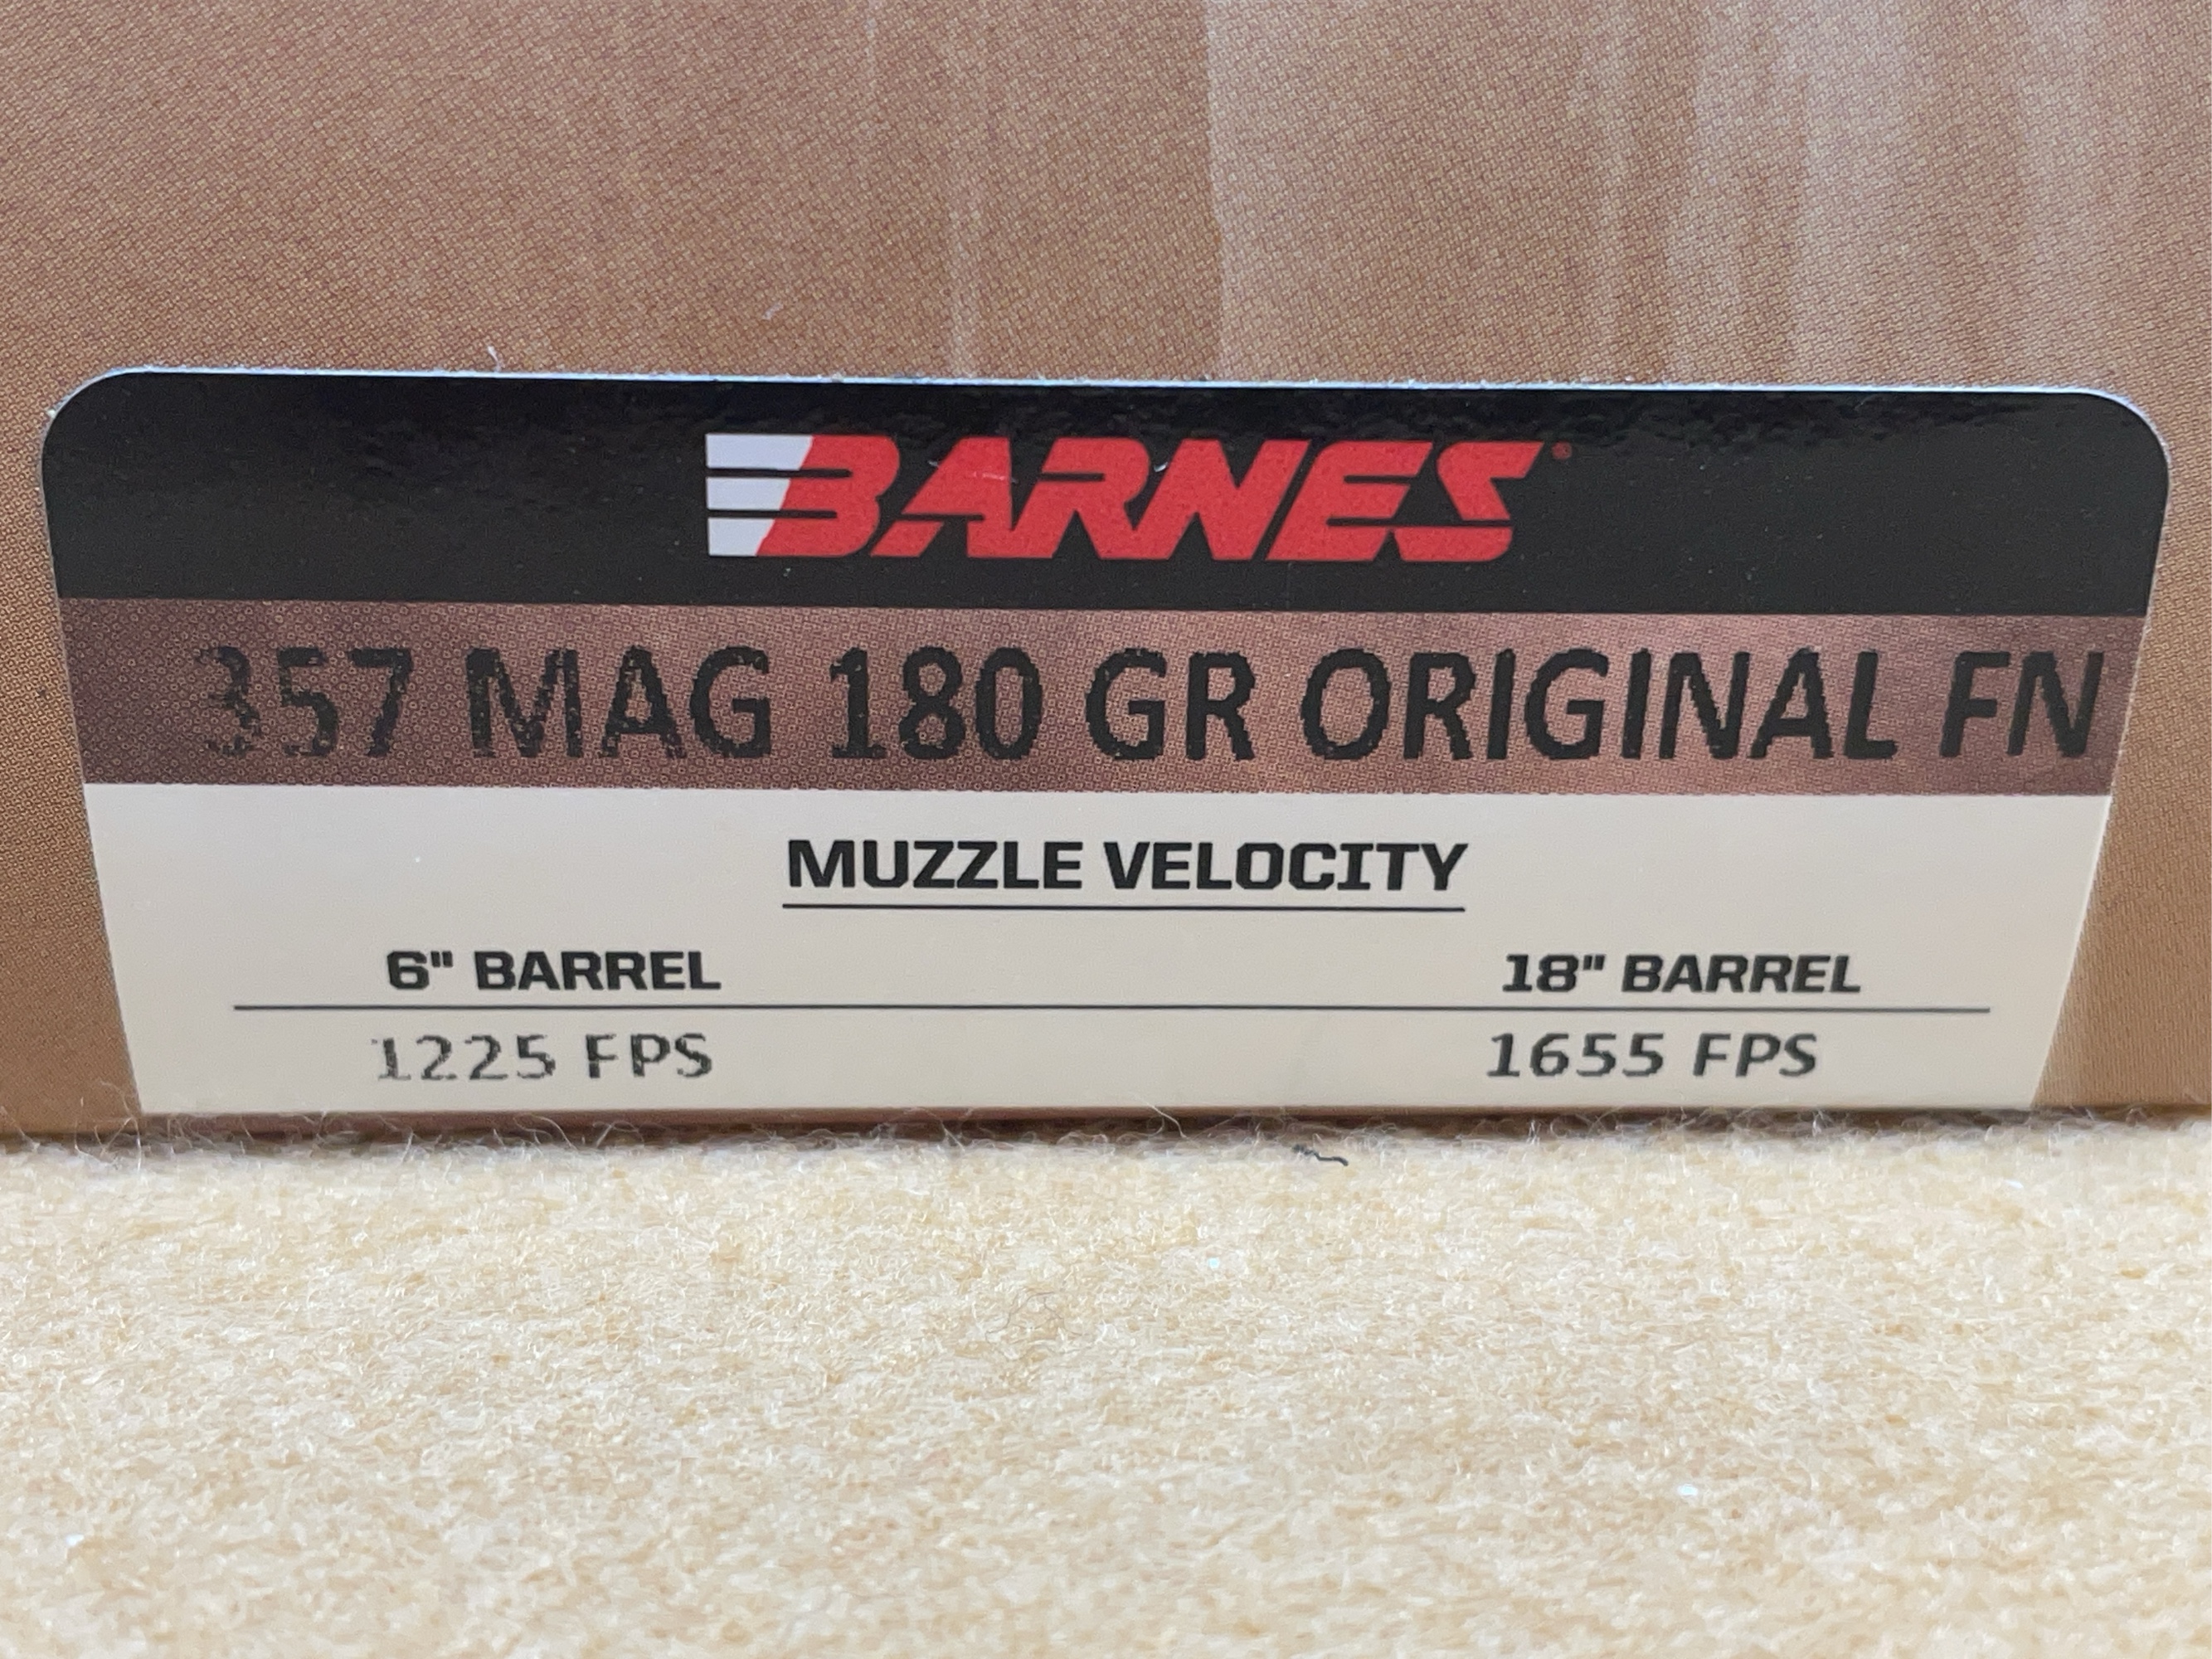 BARNES®
357 MAG 180 GR ORIGINAL FN
MUZZLE VELOCITY
6" BARREL 18" BARREL
1225 FPS 1655 FPS